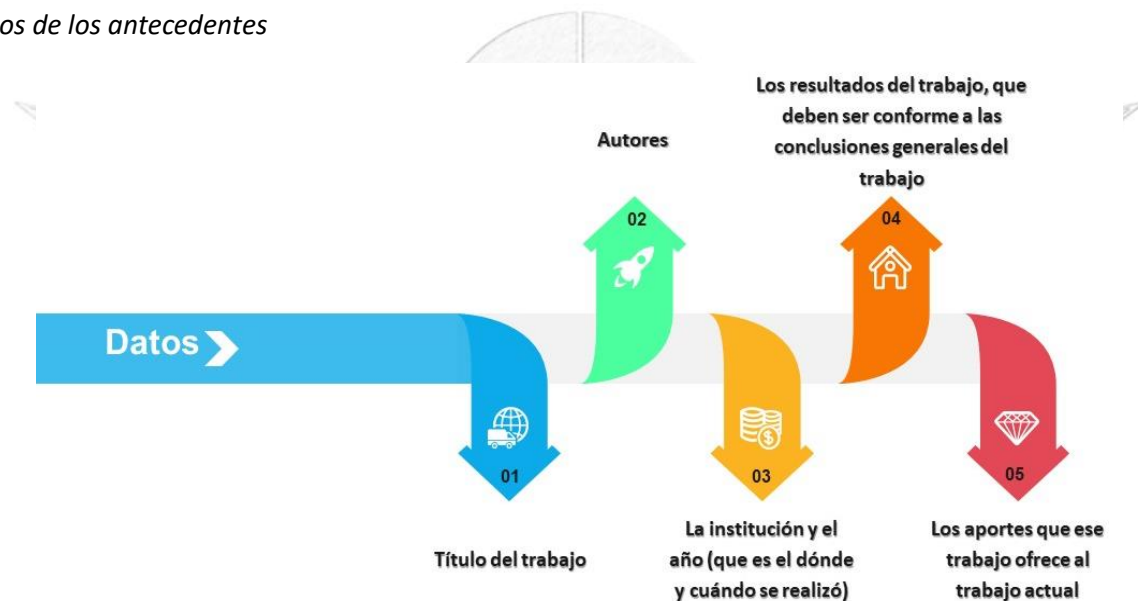 de los antecedentes
Los resultados del trabajo, que
deben ser conforme a las
conclusiones generales del
trabajo
Autores
02
04
Datos
01
03
05
Título del trabajo
La institución y el
año (que es el dónde
y cuándo se realizó)
Los aportes que ese
trabajo ofrece al
trabajo actual